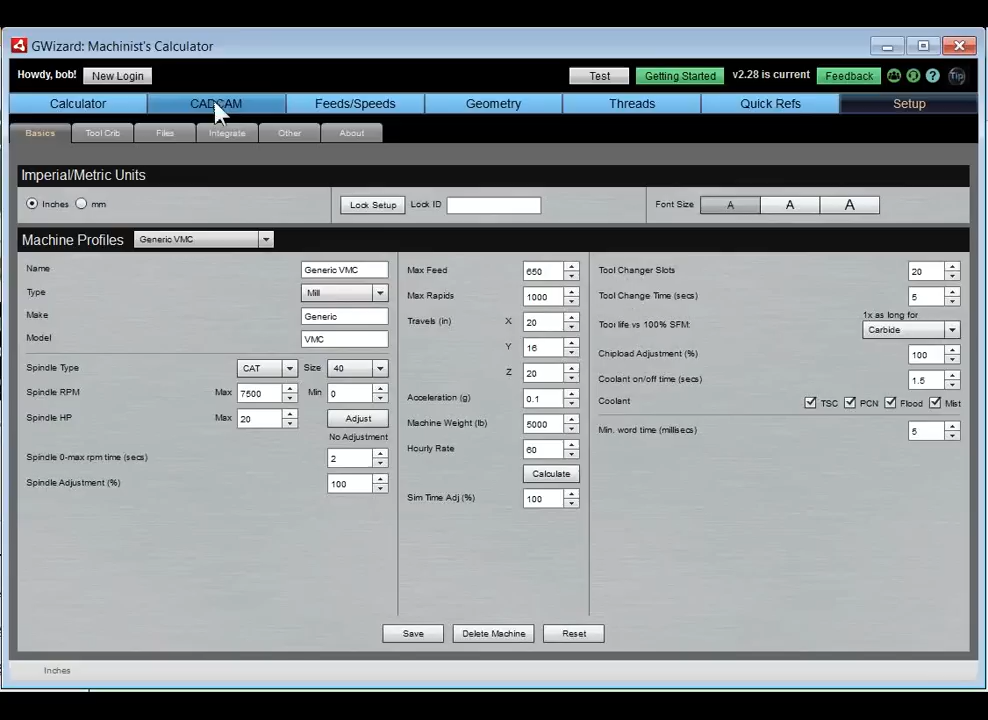 GWizard: Machinist's Calculator
Howdy, bob! New Login Test Getting Started v2.28 is current Feedback ? Tip
Calculator CADCAM Feeds/Speeds Geometry Threads Quick Refs Setup
Basics Tool Crib Files Integrate Other About
Imperial/Metric Units
Inches mm Lock Setup Lock ID Font Size A A A
Machine Profiles Generic VMC
Name Generic VMC
Type Mill
Make Generic
Model VMC
Spindle Type CAT Size 40
Spindle RPM Max 7500 Min 0
Spindle HP Max 20 Adjust
No Adjustment
Spindle 0-max rpm time (secs) 2
Spindle Adjustment (%) 100
Max Feed 650
Max Rapids 1000
Travels (in) X 20
Y 16
Z 20
Acceleration (g) 0.1
Machine Weight (lb) 5000
Hourly Rate 60
Calculate
Sim Time Adj (%) 100
Tool Changer Slots 20
Tool Change Time (secs) 5
1x as long for
Tool life vs 100% SFM: Carbide
Chipload Adjustment (%) 100
Coolant on/off time (secs) 1.5
Coolant TSC PCN Flood Mist
Min. word time (millisecs) 5
Save Delete Machine Reset
Inches